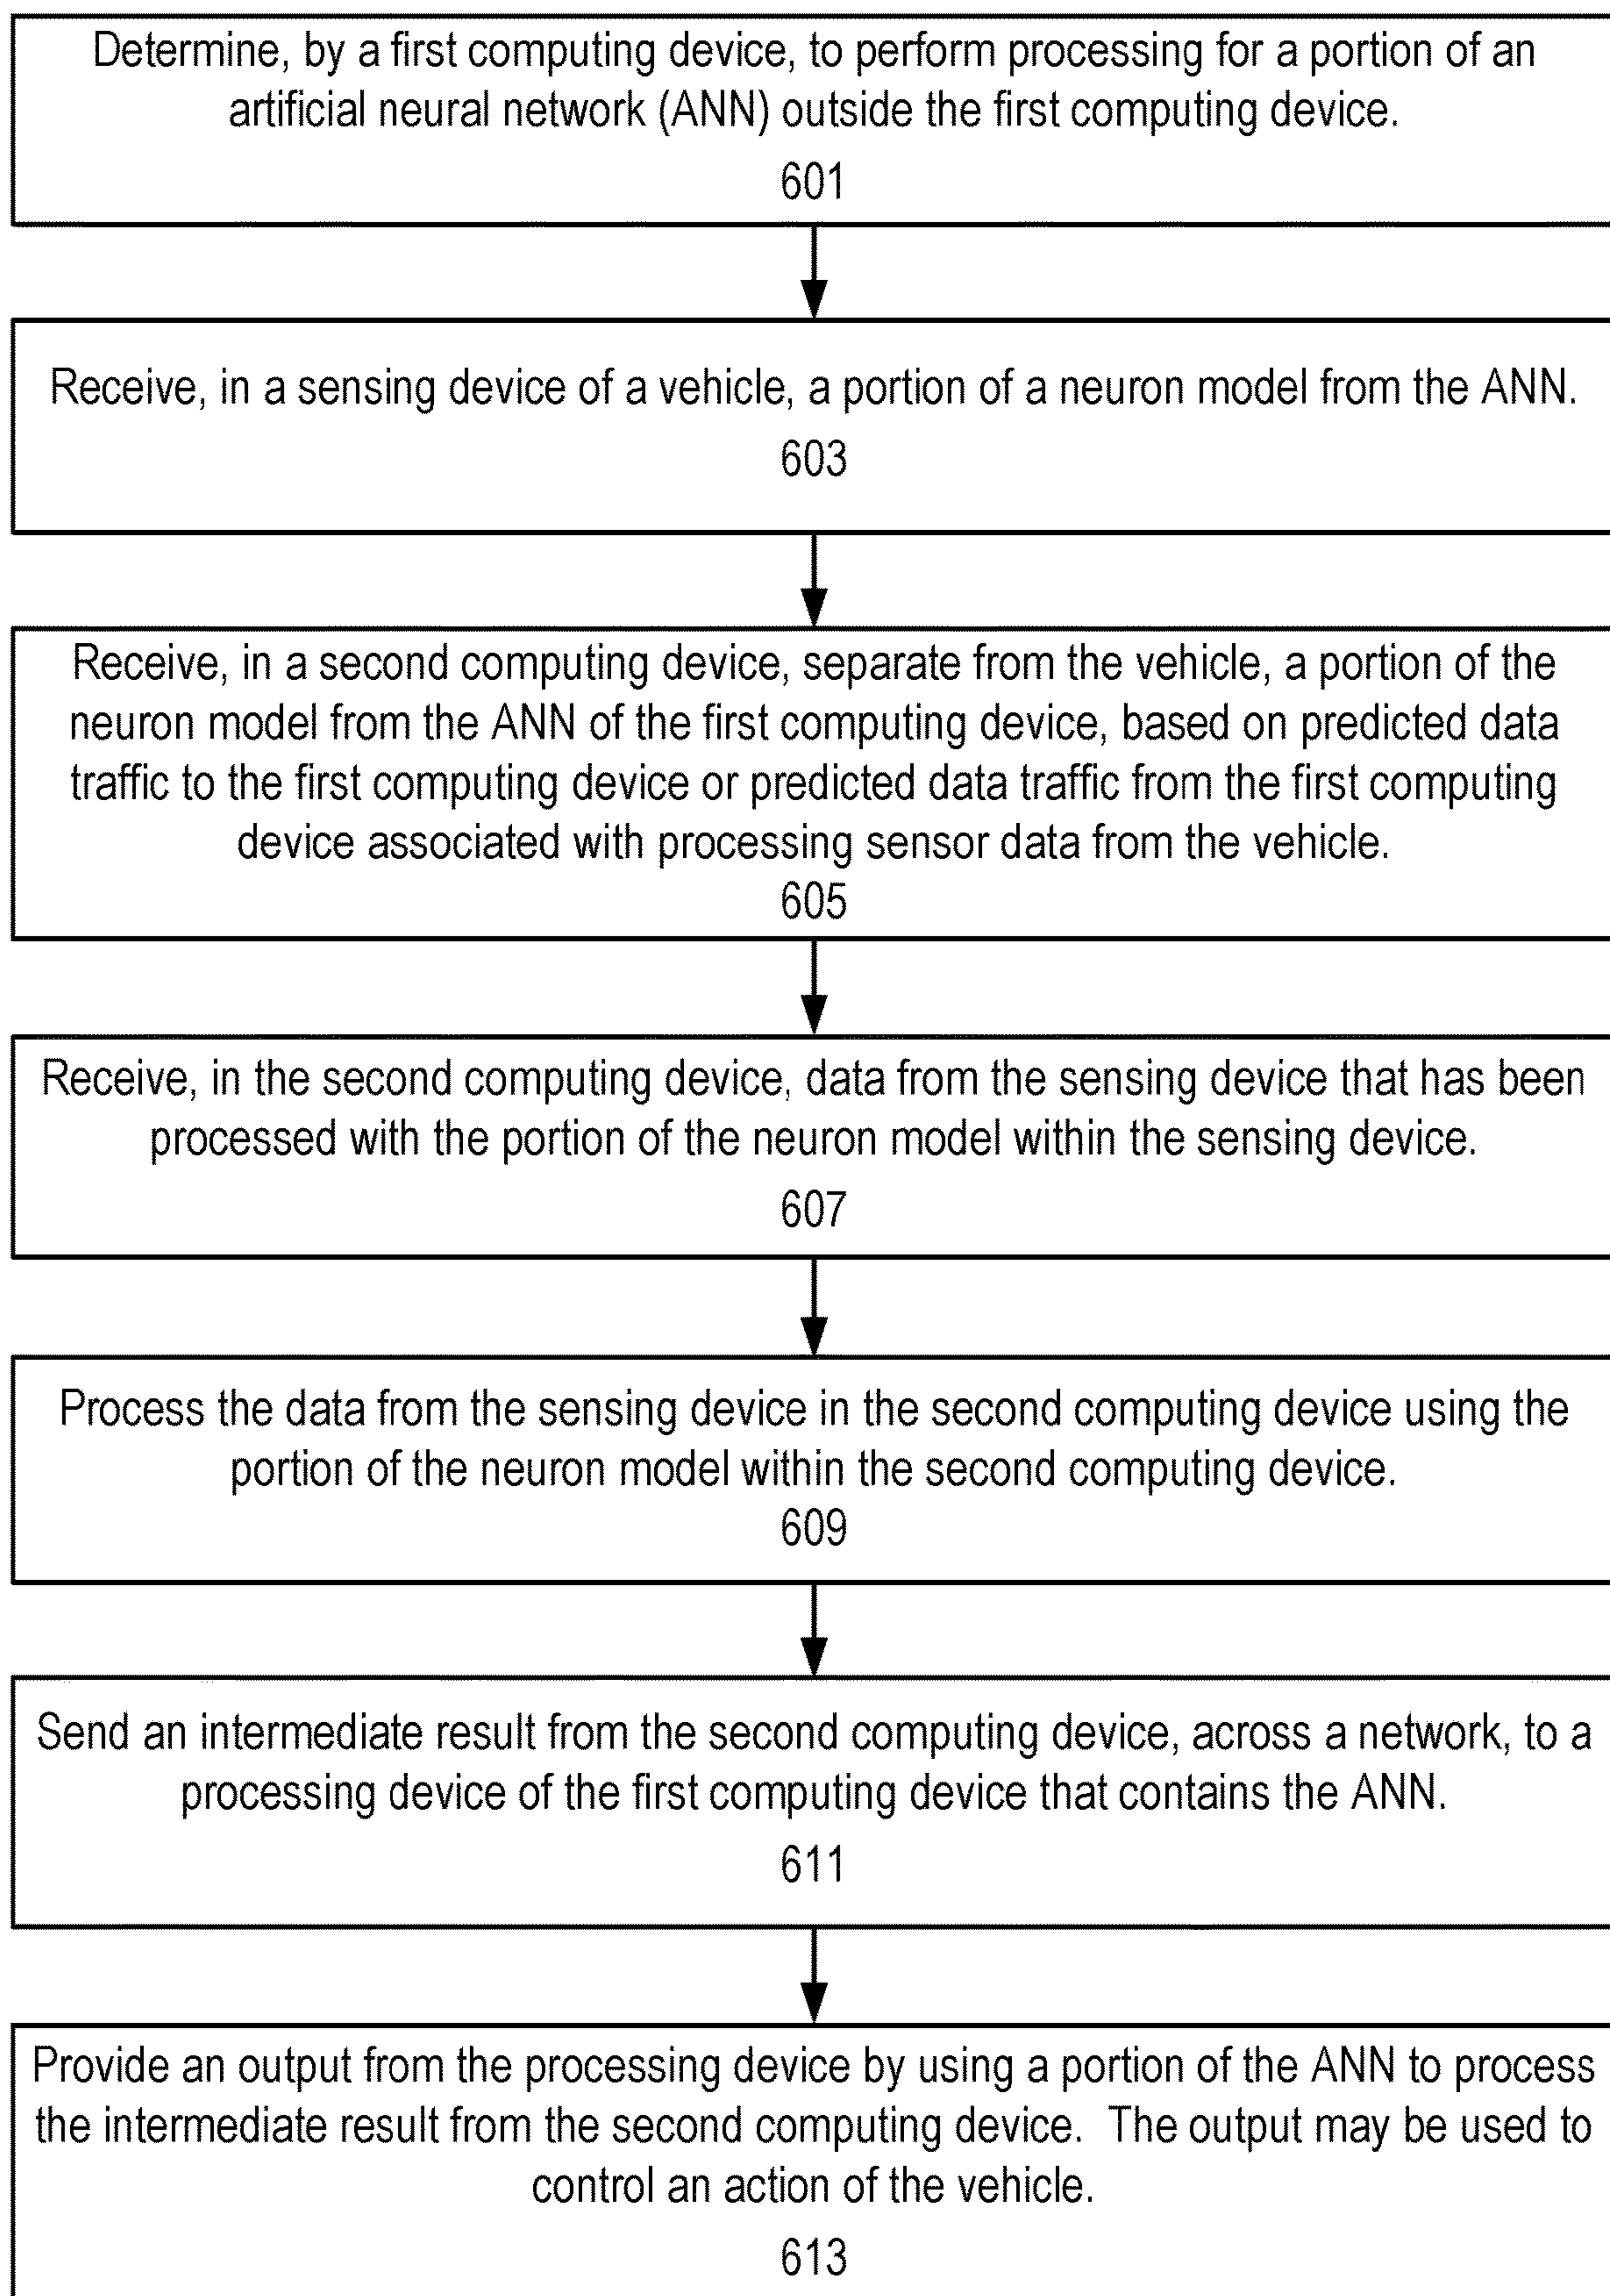 Determine, by a first computing device, to perform processing for a portion of an
artificial neural network (ANN) outside the first computing device.
601
Receive, in a sensing device of a vehicle, a portion of a neuron model from the ANN.
603
Receive, in a second computing device, separate from the vehicle, a portion of the
neuron model from the ANN of the first computing device, based on predicted data
traffic to the first computing device or predicted data traffic from the first computing
device associated with processing sensor data from the vehicle.
605
Receive, in the second computing device, data from the sensing device that has been
processed with the portion of the neuron model within the sensing device.
607
Process the data from the sensing device in the second computing device using the
portion of the neuron model within the second computing device.
609
Send an intermediate result from the second computing device, across a network, to a
processing device of the first computing device that contains the ANN.
611
Provide an output from the processing device by using a portion of the ANN to process
the intermediate result from the second computing device.  The output may be used to
control an action of the vehicle.
613